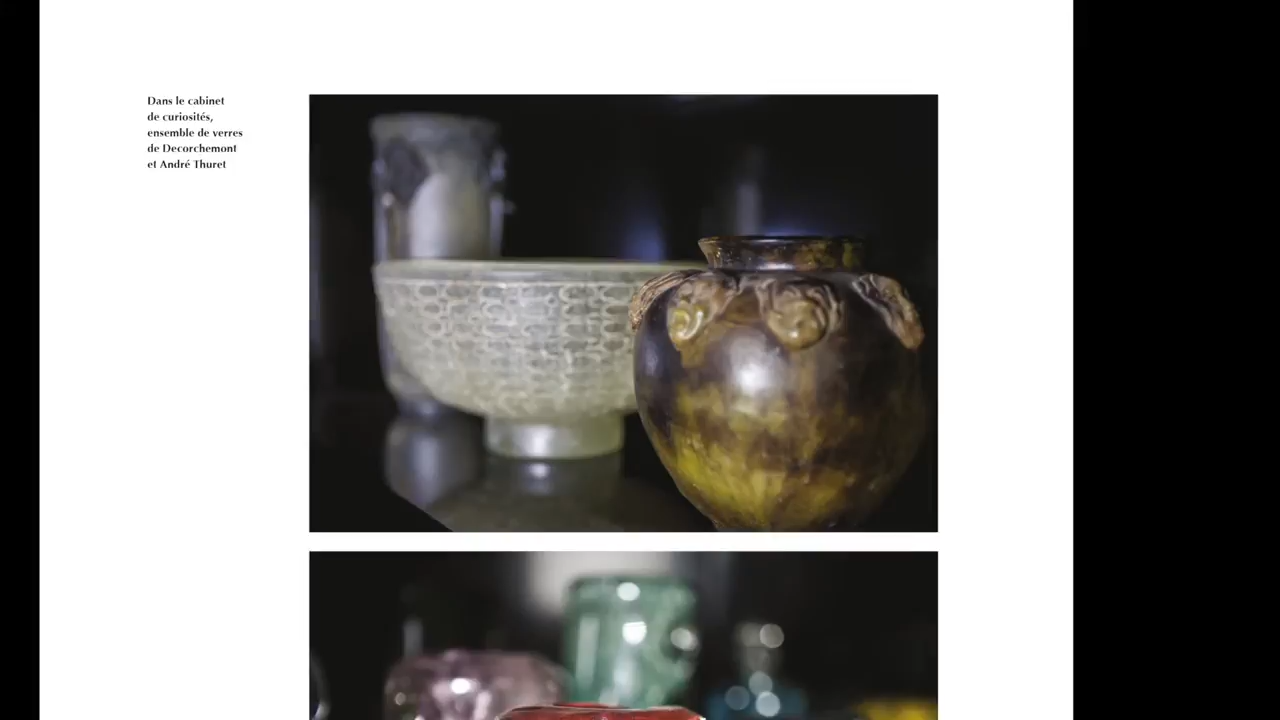 Dans le cabinet
de curiosités,
ensemble de verres
de Decorchemont
et André Thuret